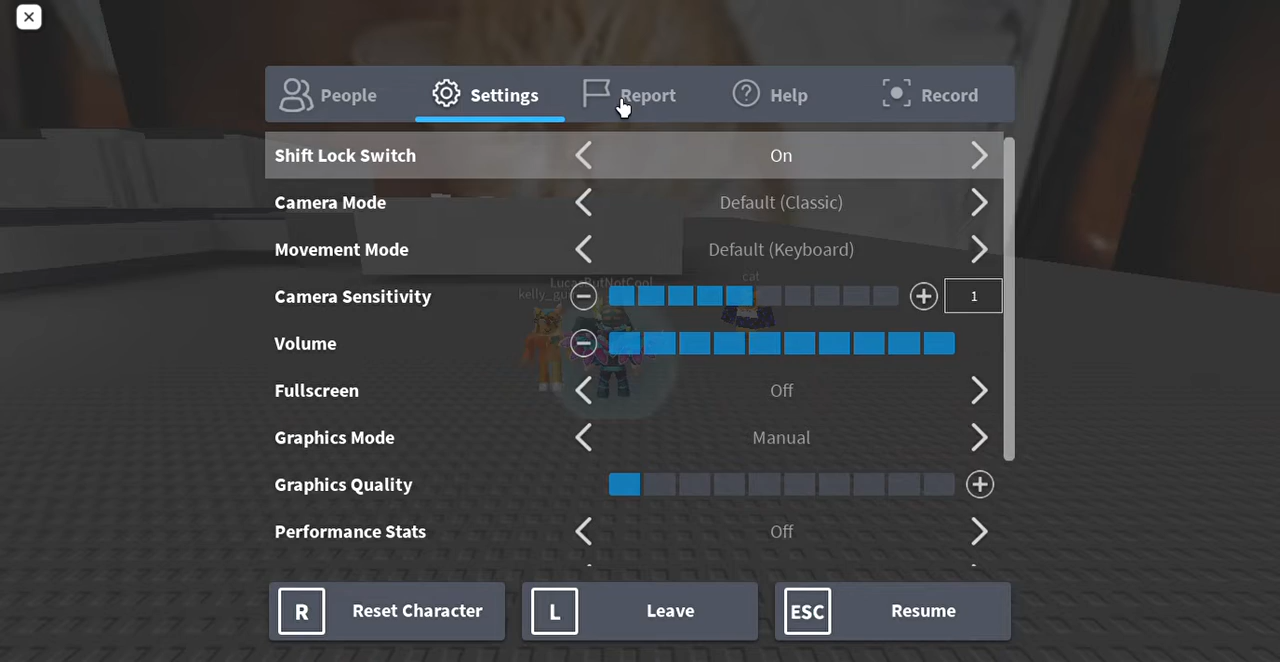 People Settings Report Help Record
Shift Lock Switch On
Camera Mode Default (Classic)
Movement Mode Default (Keyboard)
cat
Camera Sensitivity 1
Volume
Fullscreen Off
Graphics Mode Manual
Graphics Quality
Performance Stats Off
R Reset Character L Leave ESC Resume